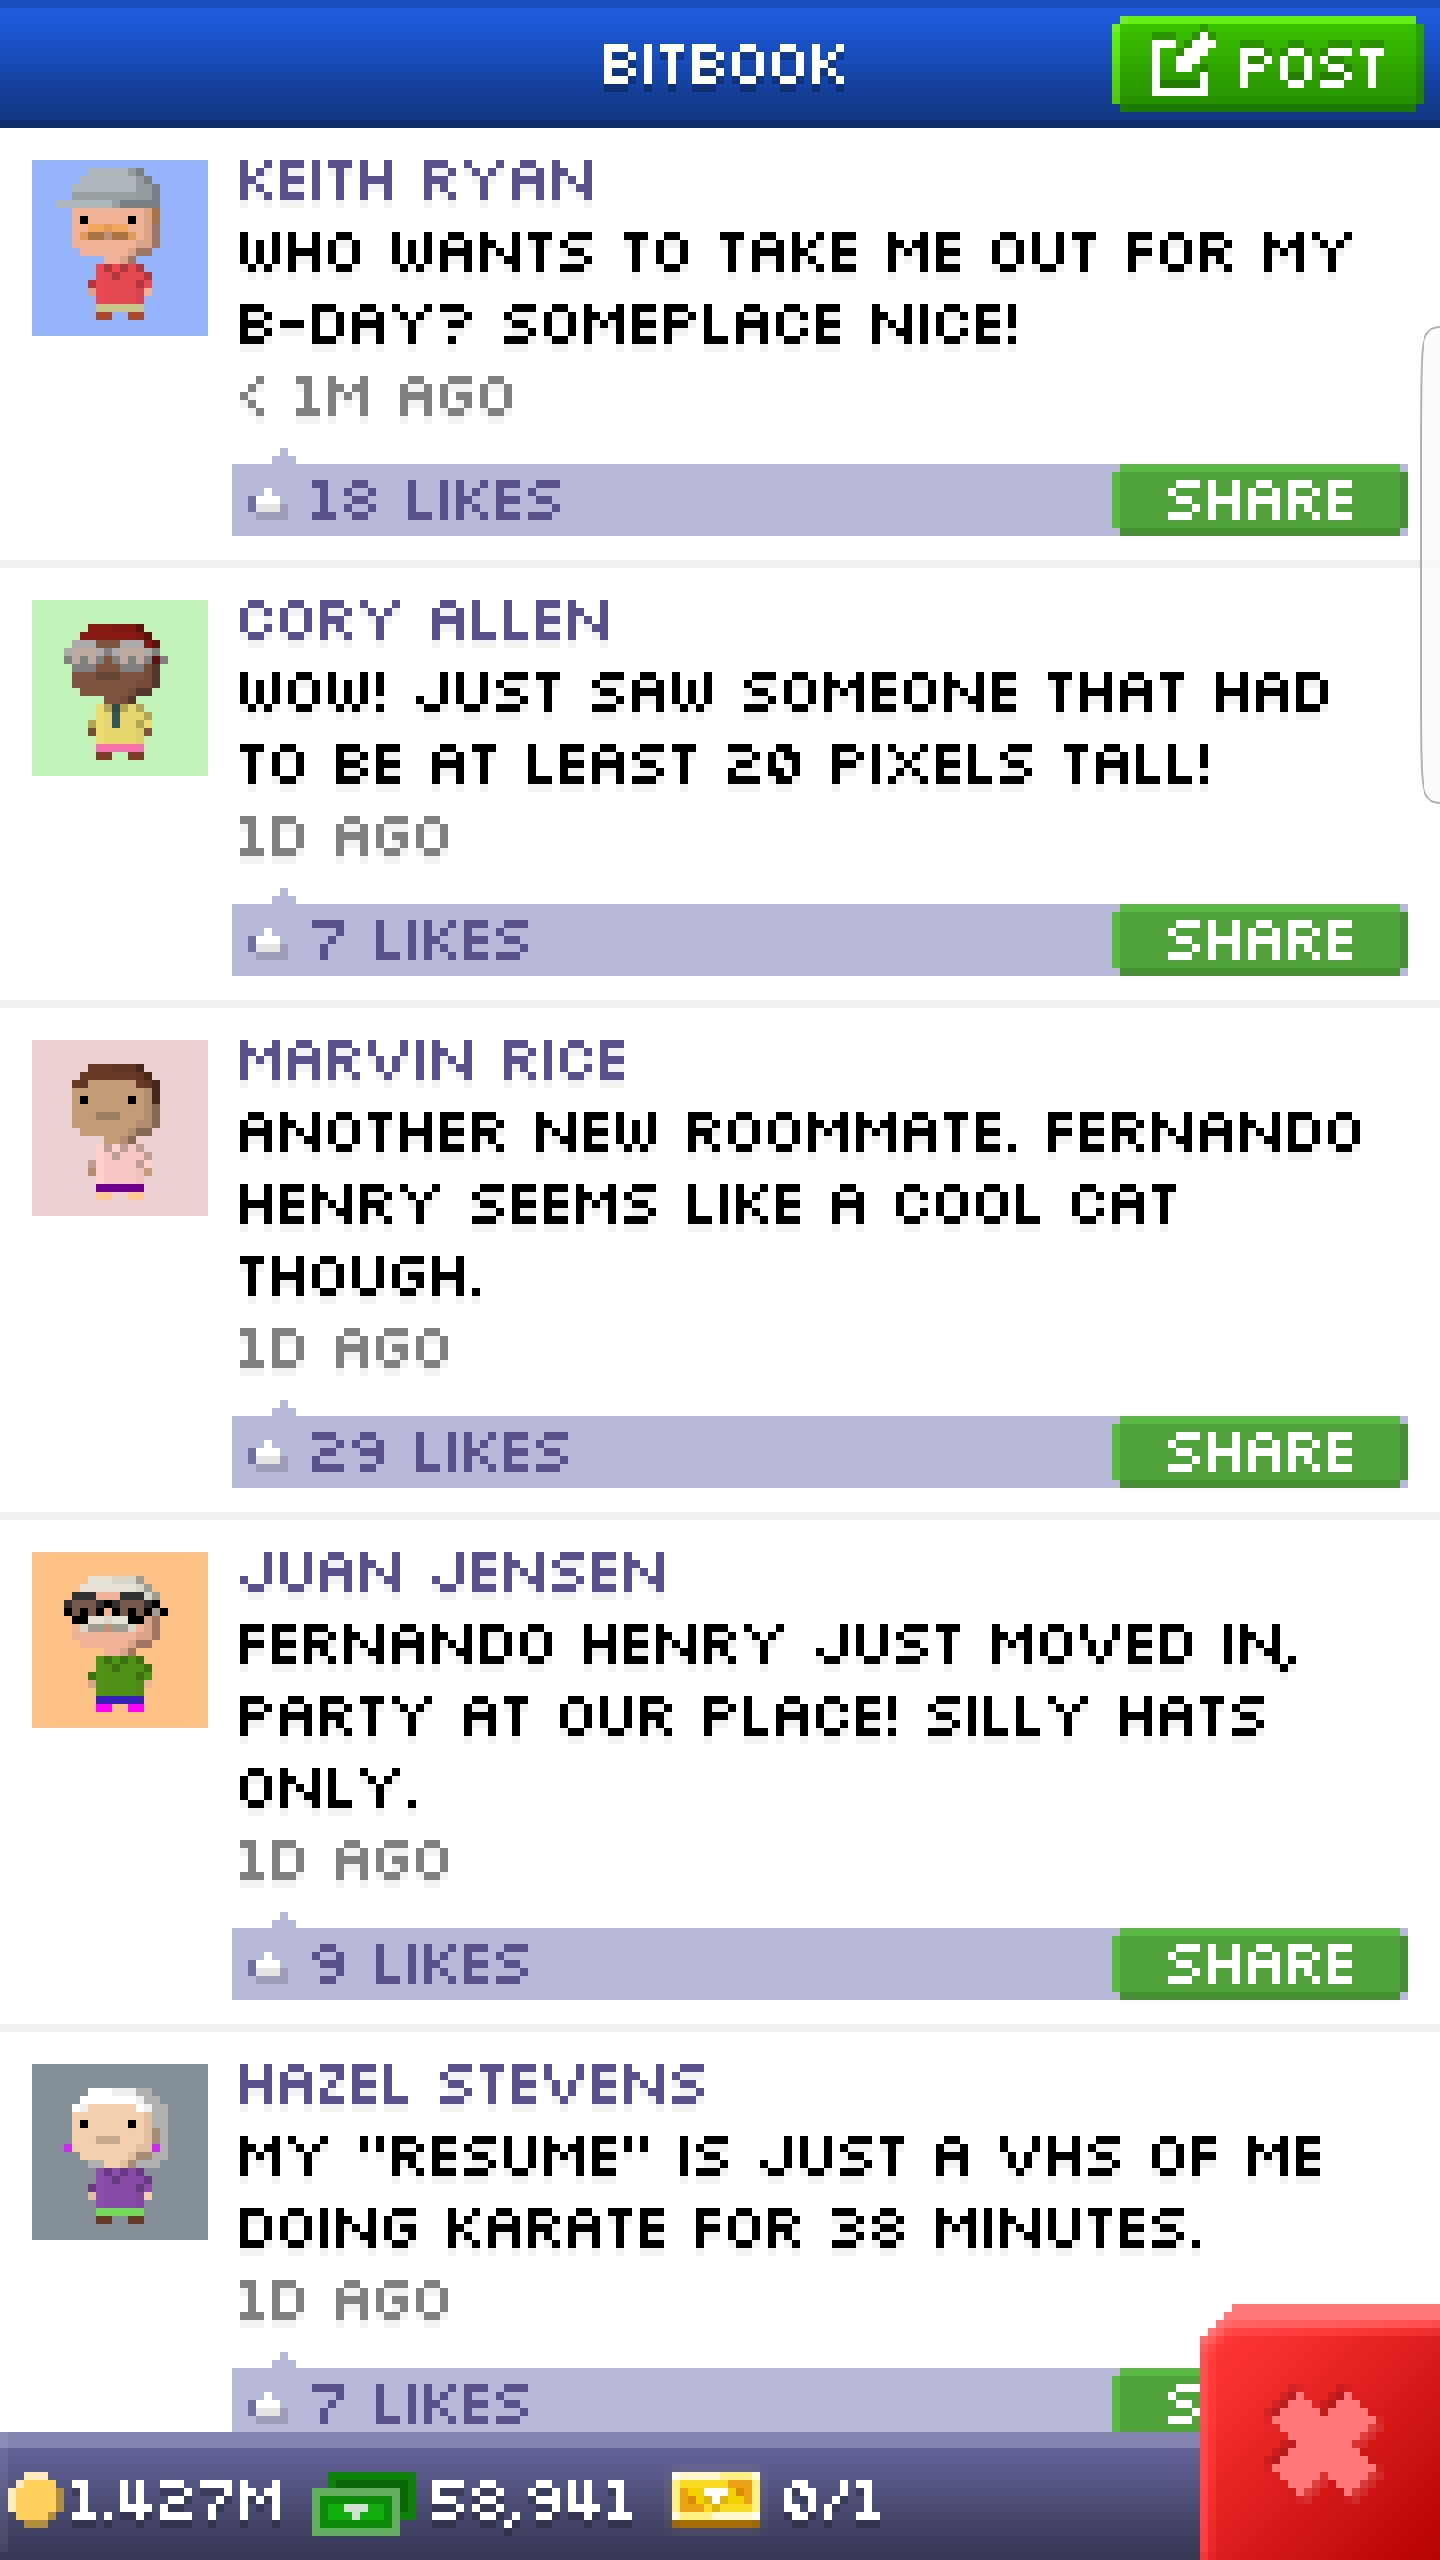 BITBOOK
POST
KEITH RYAN
WHO WANTS TO TAKE ME OUT FOR MY
B-DAY? SOMEPLACE NICE!
< 1M AGO
18 LIKES
SHARE
CORY ALLEN
WOW! JUST SAW SOMEONE THAT HAD
TO BE AT LEAST 20 PIXELS TALL!
1D AGO
7 LIKES
SHARE
MARVIN RICE
ANOTHER NEW ROOMMATE. FERNANDO
HENRY SEEMS LIKE A COOL CAT
THOUGH.
1D AGO
29 LIKES
SHARE
JUAN JENSEN
FERNANDO HENRY JUST MOVED IN,
PARTY AT OUR PLACE! SILLY HATS
ONLY.
1D AGO
9 LIKES
SHARE
HAZEL STEVENS
MY "RESUME" IS JUST A VHS OF ME
DOING KARATE FOR 38 MINUTES.
1D AGO
7 LIKES
S
1.427M
58,941
0/1